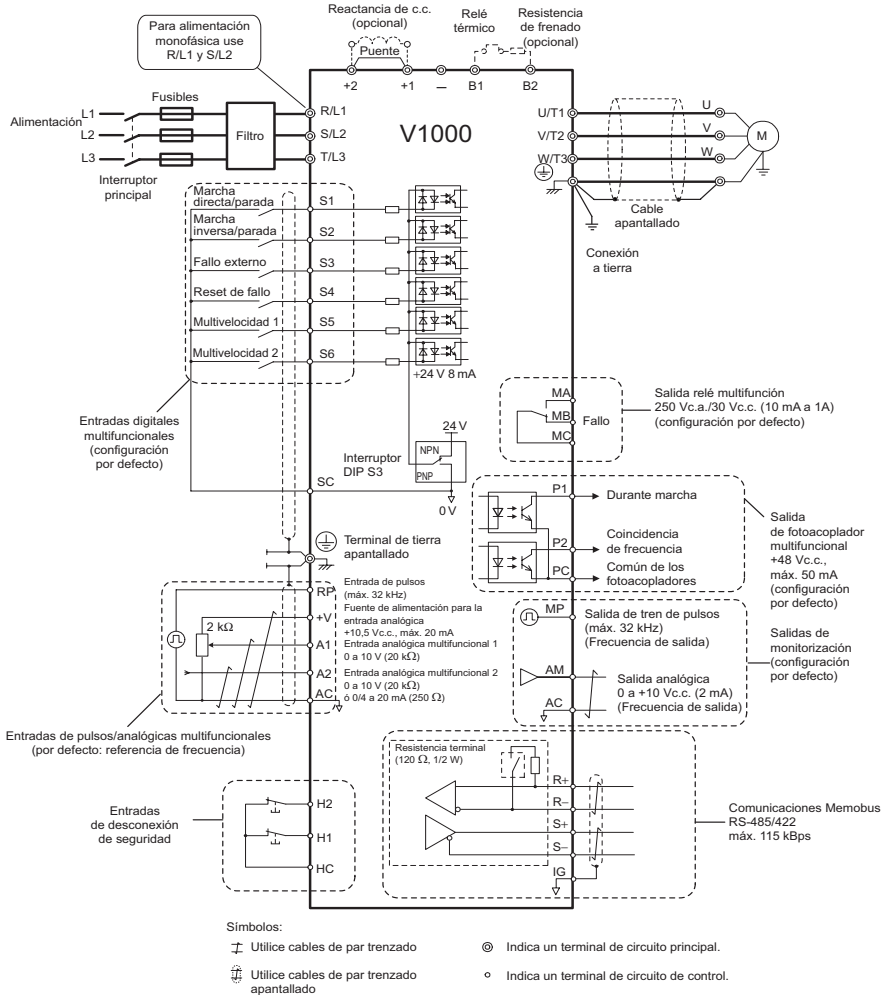 Reactancia de c.c.
(opcional)
Puente
Relé
térmico
Resistencia
de frenado
(opcional)
Para alimentación
monofásica use
R/L1 y S/L2
+2
+1
–
B1
B2
Alimentación
L1
L2
L3
Fusibles
Filtro
Interruptor
principal
R/L1
S/L2
T/L3
V1000
U/T1
V/T2
W/T3
U
V
W
M
Cable
apantallado
Conexión
a tierra
Marcha
directa/parada
S1
Marcha
inversa/parada
S2
Fallo externo
S3
Reset de fallo
S4
Multivelocidad 1
S5
Multivelocidad 2
S6
+24 V 8 mA
Entradas digitales
multifuncionales
(configuración
por defecto)
Interruptor
DIP S3
24 V
NPN
PNP
0 V
SC
MA
MB
MC
Fallo
Salida relé multifunción
250 Vc.a./30 Vc.c. (10 mA a 1A)
(configuración por defecto)
P1
Durante marcha
P2
Coincidencia
de frecuencia
PC
Común de los
fotoacopladores
Salida
de fotoacoplador
multifuncional
+48 Vc.c.,
máx. 50 mA
(configuración
por defecto)
Terminal de tierra
apantallado
RP
Entrada de pulsos
(máx. 32 kHz)
+V
Fuente de alimentación para la
entrada analógica
+10,5 Vc.c., máx. 20 mA
2 kΩ
A1
Entrada analógica multifuncional 1
0 a 10 V (20 kΩ)
A2
Entrada analógica multifuncional 2
0 a 10 V (20 kΩ)
ó 0/4 a 20 mA (250 Ω)
AC
Entradas de pulsos/analógicas multifuncionales
(por defecto: referencia de frecuencia)
MP
Salida de tren de pulsos
(máx. 32 kHz)
(Frecuencia de salida)
AM
Salida analógica
0 a +10 Vc.c. (2 mA)
(Frecuencia de salida)
AC
Salidas de
monitorización
(configuración
por defecto)
Resistencia terminal
(120 Ω, 1/2 W)
R+
R–
S+
S–
IG
Comunicaciones Memobus
RS-485/422
máx. 115 kBps
Entradas
de desconexión
de seguridad
H2
H1
HC
Símbolos:
Utilice cables de par trenzado
Indica un terminal de circuito principal.
Utilice cables de par trenzado
apantallado
Indica un terminal de circuito de control.